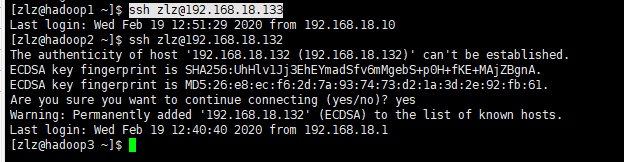 [zlz@hadoop1 ~]$ ssh zlz@192.168.18.133
Last login: Wed Feb 19 12:51:29 2020 from 192.168.18.10
[zlz@hadoop2 ~]$ ssh zlz@192.168.18.132
The authenticity of host '192.168.18.132 (192.168.18.132)' can't be established.
ECDSA key fingerprint is SHA256:UhHlv1Jj3EhEYmadSfv6mMgebS+p0H+fKE+MAjZBgnA.
ECDSA key fingerprint is MD5:26:e8:ec:f6:2d:7a:93:74:73:d2:1a:3d:2e:92:fb:61.
Are you sure you want to continue connecting (yes/no)? yes
Warning: Permanently added '192.168.18.132' (ECDSA) to the list of known hosts.
Last login: Wed Feb 19 12:40:40 2020 from 192.168.18.1
[zlz@hadoop3 ~]$